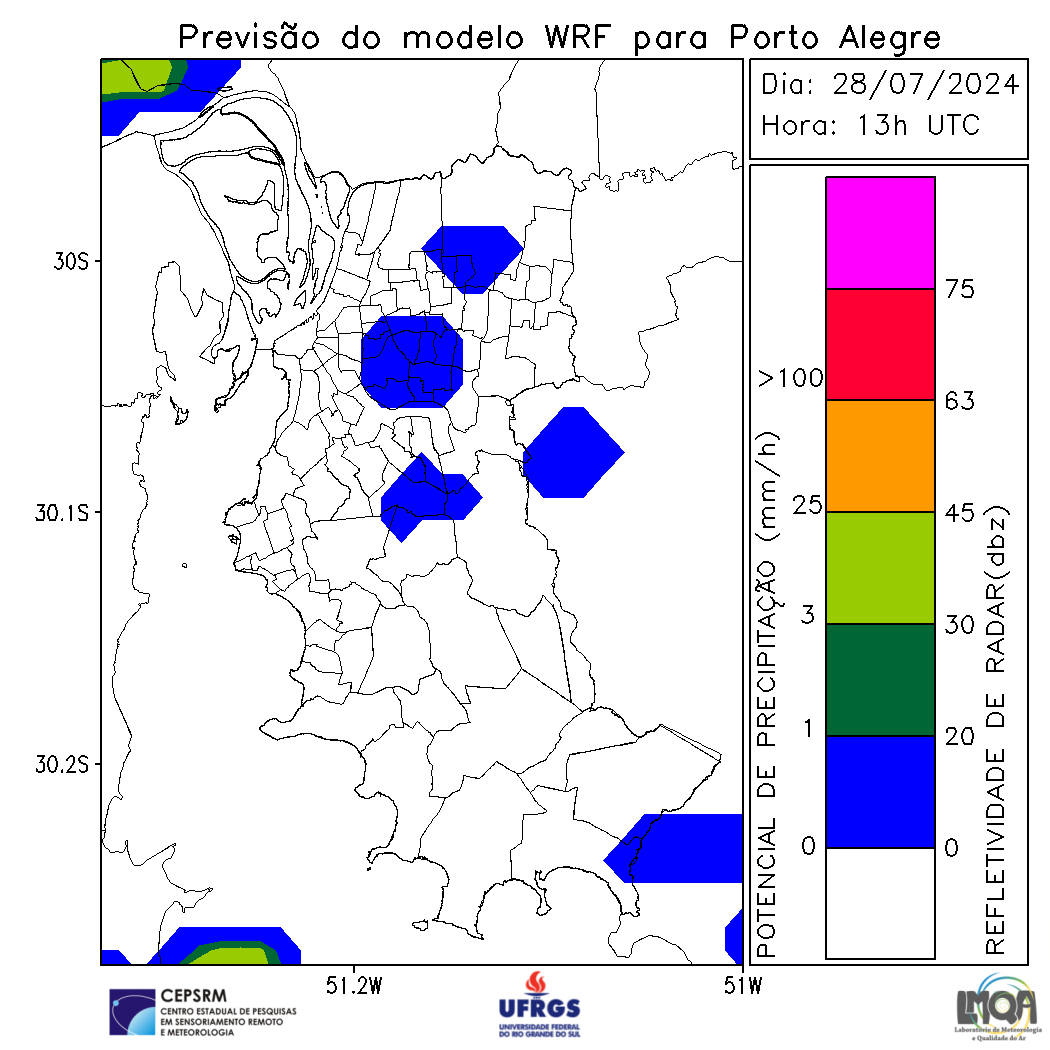 Previsão do modelo WRF para Porto Alegre
Dia: 28/07/2024
Hora: 13h UTC
30S
30.1S
30.2S
51.2W
51W
POTENCIAL DE PRECIPITAÇÃO (mm/h)
>100
25
3
1
0
75
63
45
30
20
0
REFLETIVIDADE DE RADAR(dbz)
CEPSRM
CENTRO ESTADUAL DE PESQUISAS
EM SENSORIAMENTO REMOTO
E METEOROLOGIA
UFRGS
UNIVERSIDADE FEDERAL
DO RIO GRANDE DO SUL
LMQA
Laboratório de Meteorologia
e Qualidade do Ar